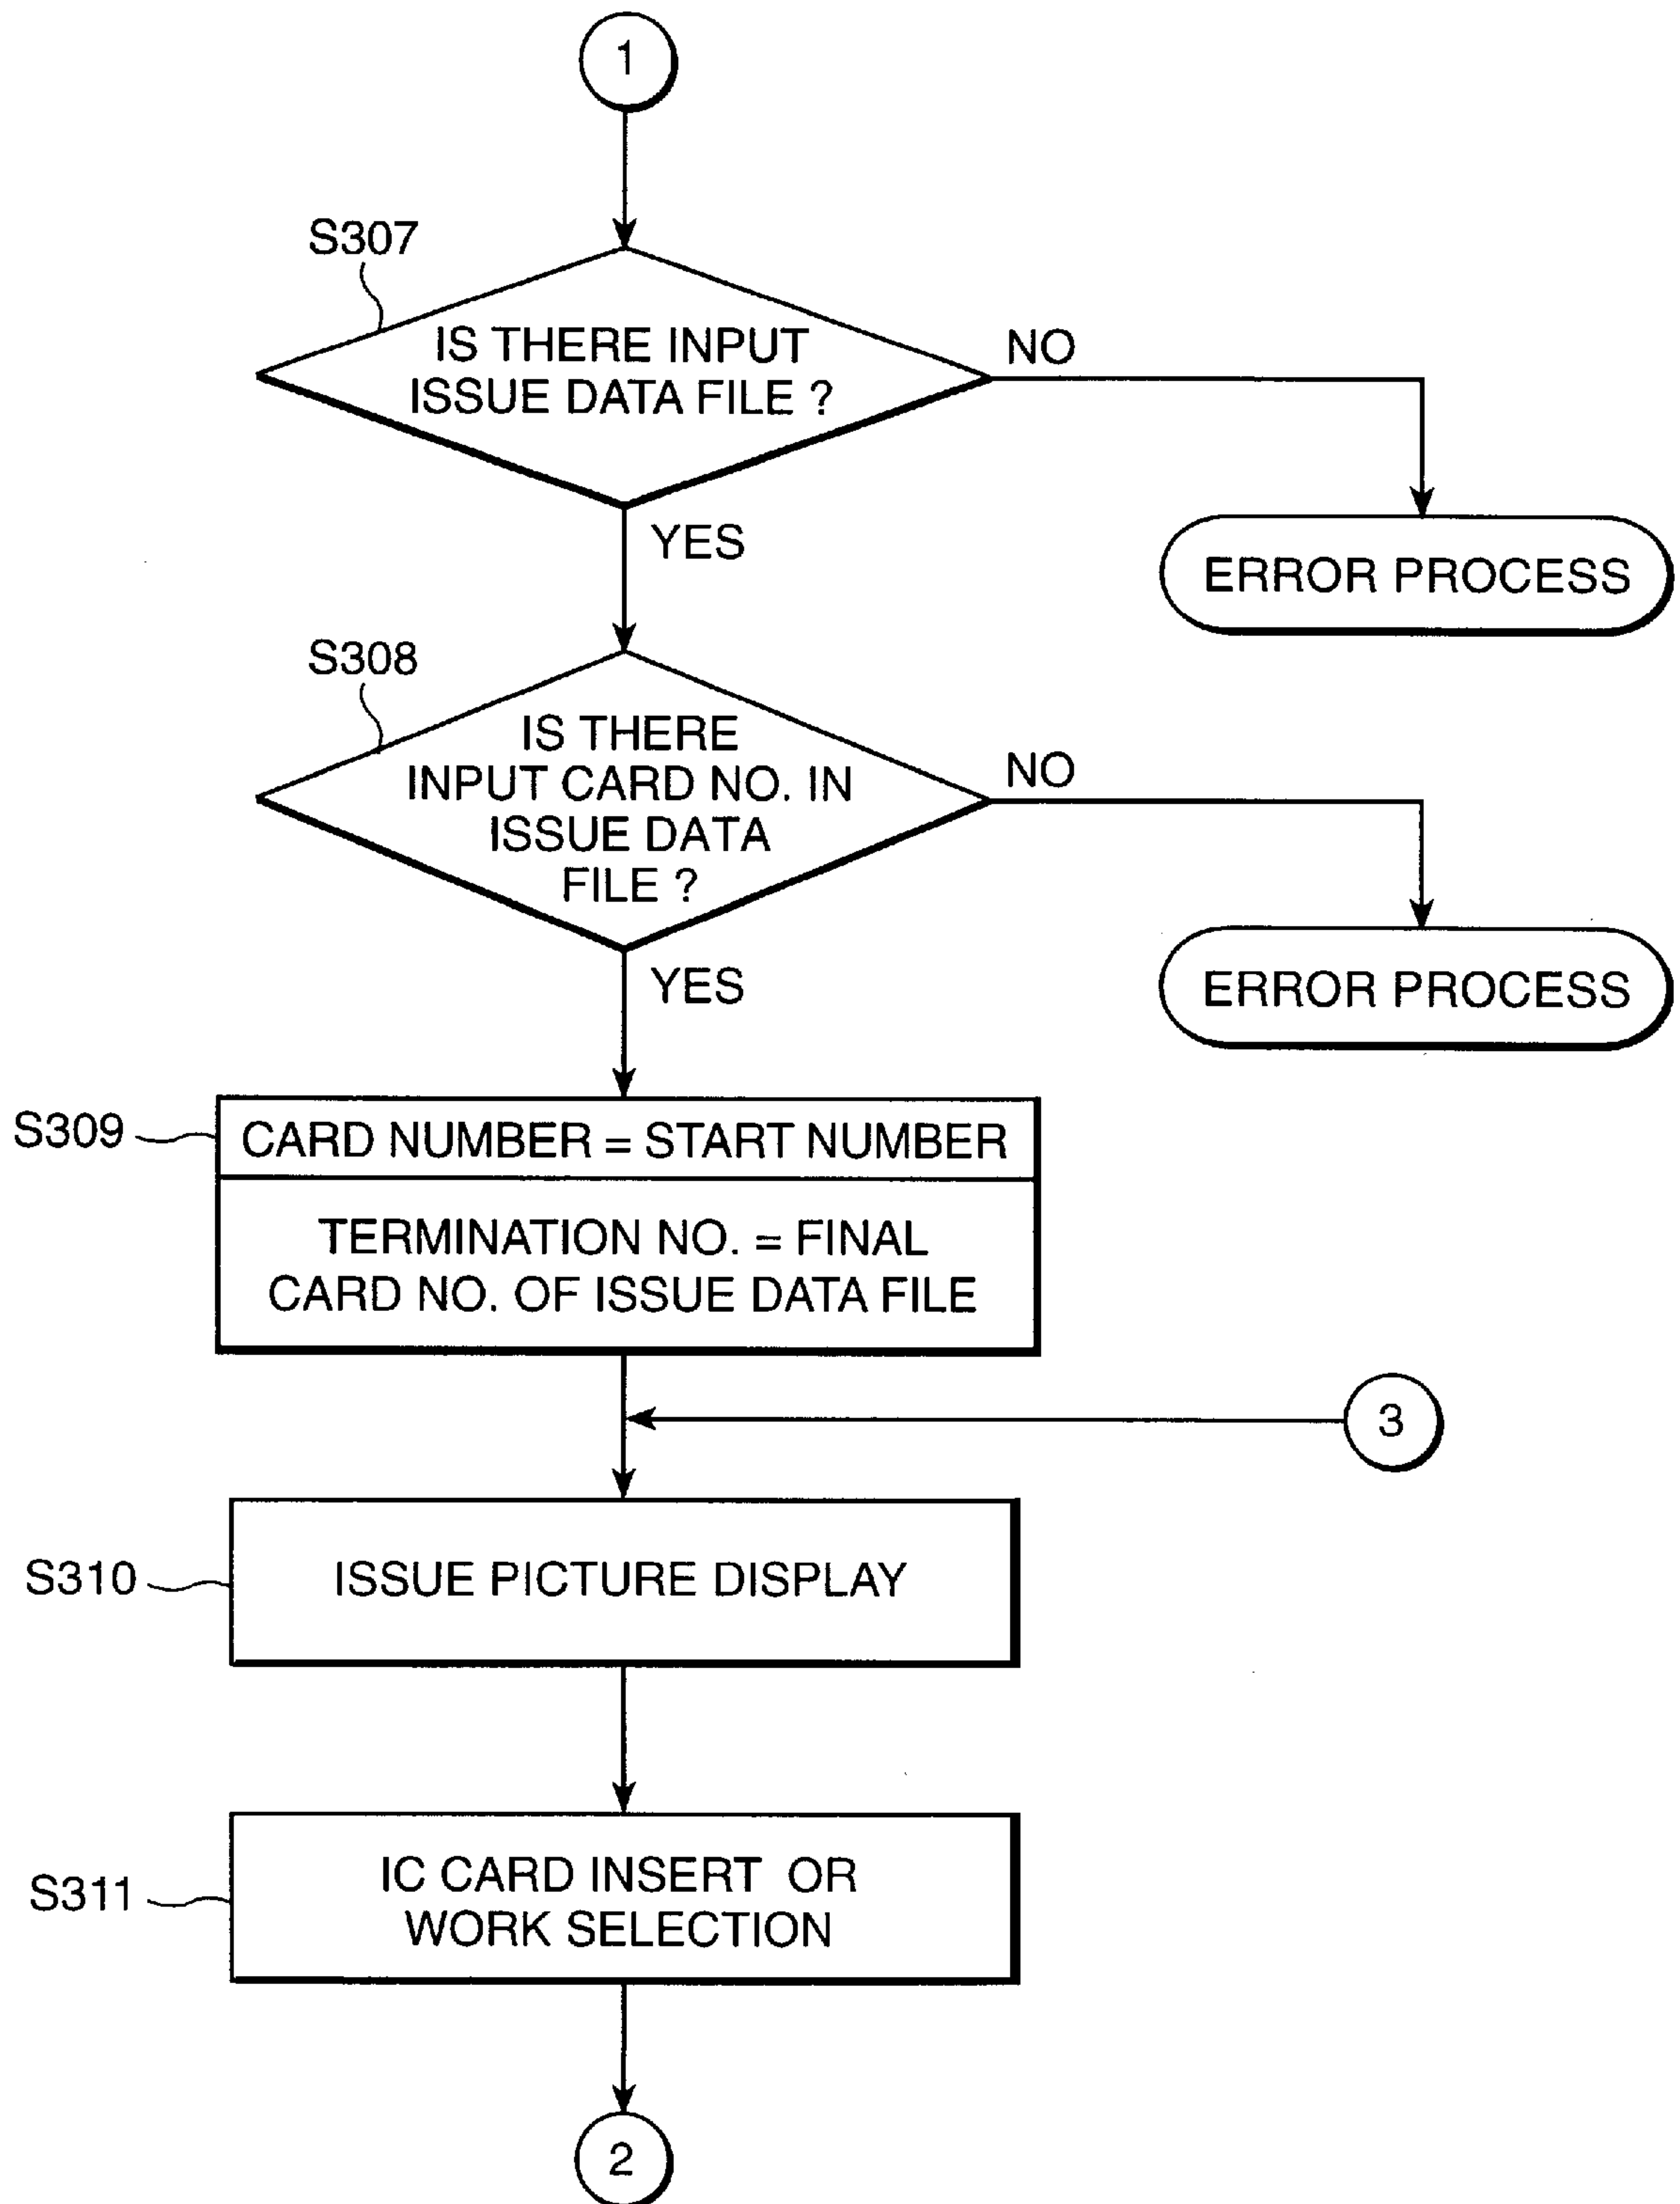 1
S307
IS THERE INPUT
ISSUE DATA FILE ?
NO
YES
ERROR PROCESS
S308
IS THERE
INPUT CARD NO. IN
ISSUE DATA
FILE ?
NO
YES
ERROR PROCESS
S309
CARD NUMBER = START NUMBER
TERMINATION NO. = FINAL
CARD NO. OF ISSUE DATA FILE
3
S310
ISSUE PICTURE DISPLAY
S311
IC CARD INSERT OR
WORK SELECTION
2